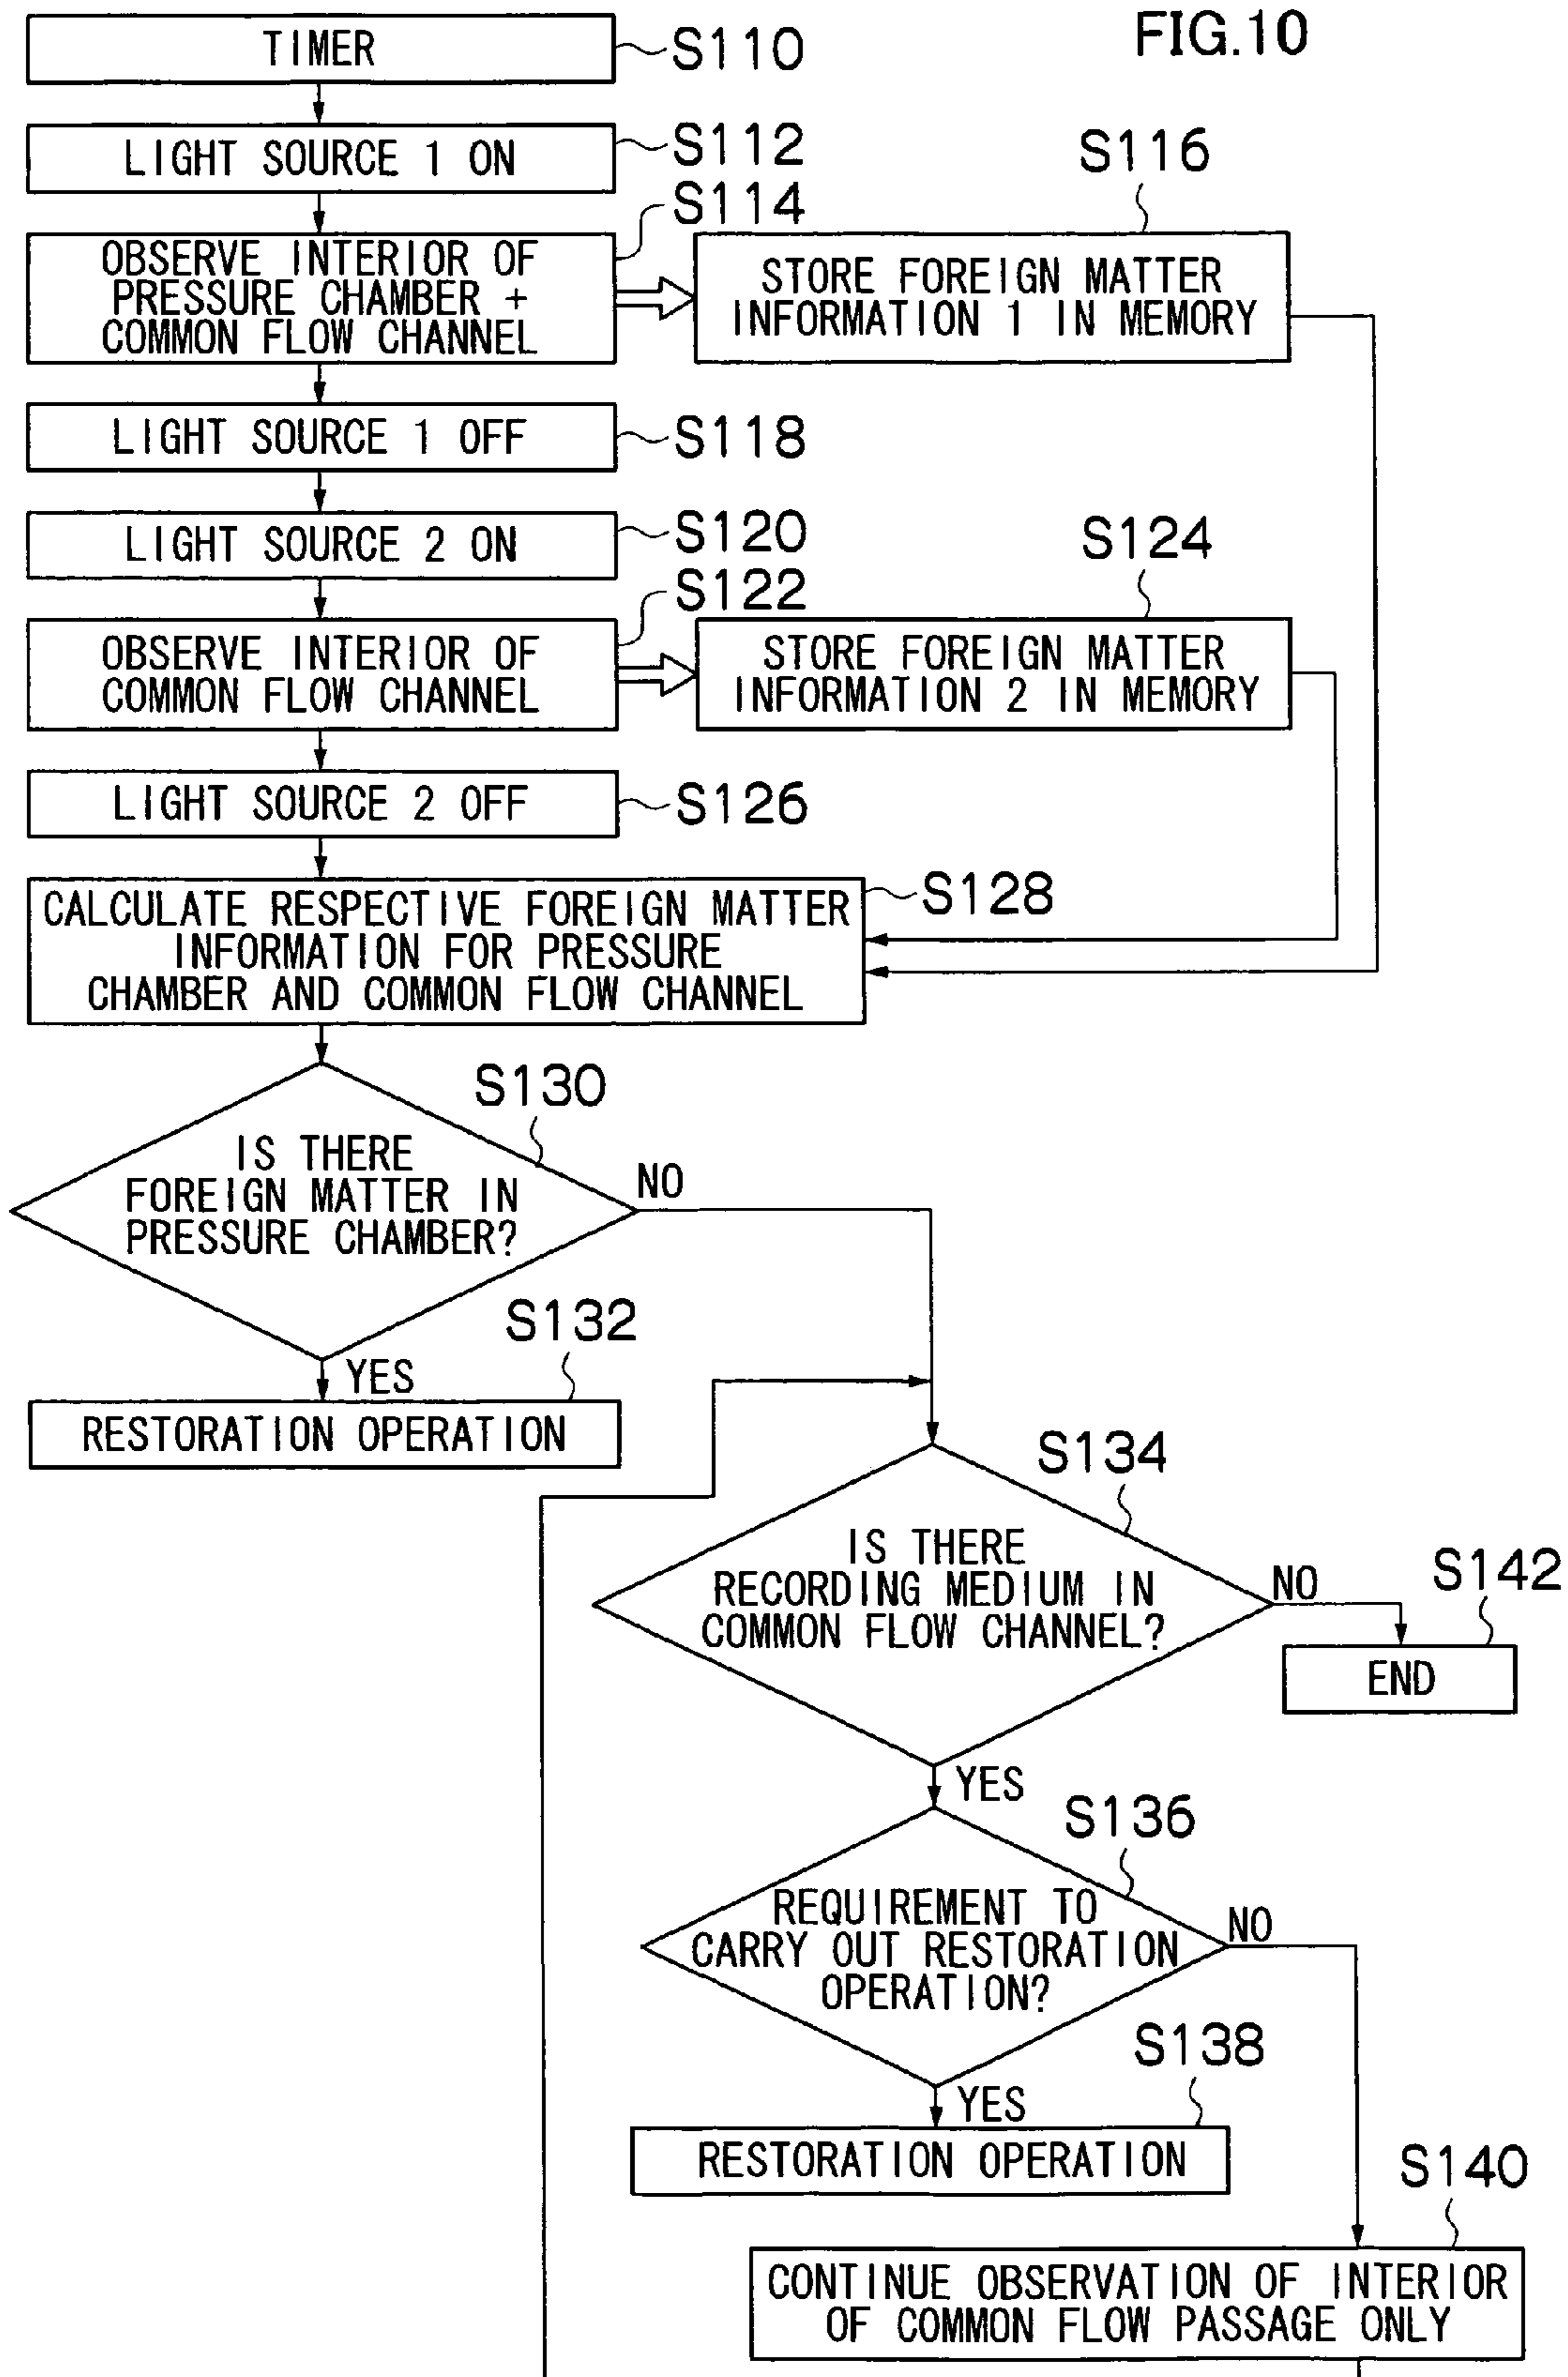 FIG.10
TIMER
S110
LIGHT SOURCE 1 ON
S112
OBSERVE INTERIOR OF
PRESSURE CHAMBER +
COMMON FLOW CHANNEL
S114
STORE FOREIGN MATTER
INFORMATION 1 IN MEMORY
S116
LIGHT SOURCE 1 OFF
S118
LIGHT SOURCE 2 ON
S120
OBSERVE INTERIOR OF
COMMON FLOW CHANNEL
S122
STORE FOREIGN MATTER
INFORMATION 2 IN MEMORY
S124
LIGHT SOURCE 2 OFF
S126
CALCULATE RESPECTIVE FOREIGN MATTER
INFORMATION FOR PRESSURE
CHAMBER AND COMMON FLOW CHANNEL
S128
IS THERE
FOREIGN MATTER IN
PRESSURE CHAMBER?
S130
NO
YES
RESTORATION OPERATION
S132
IS THERE
RECORDING MEDIUM IN
COMMON FLOW CHANNEL?
S134
NO
END
S142
YES
REQUIREMENT TO
CARRY OUT RESTORATION
OPERATION?
S136
NO
YES
RESTORATION OPERATION
S138
CONTINUE OBSERVATION OF INTERIOR
OF COMMON FLOW PASSAGE ONLY
S140